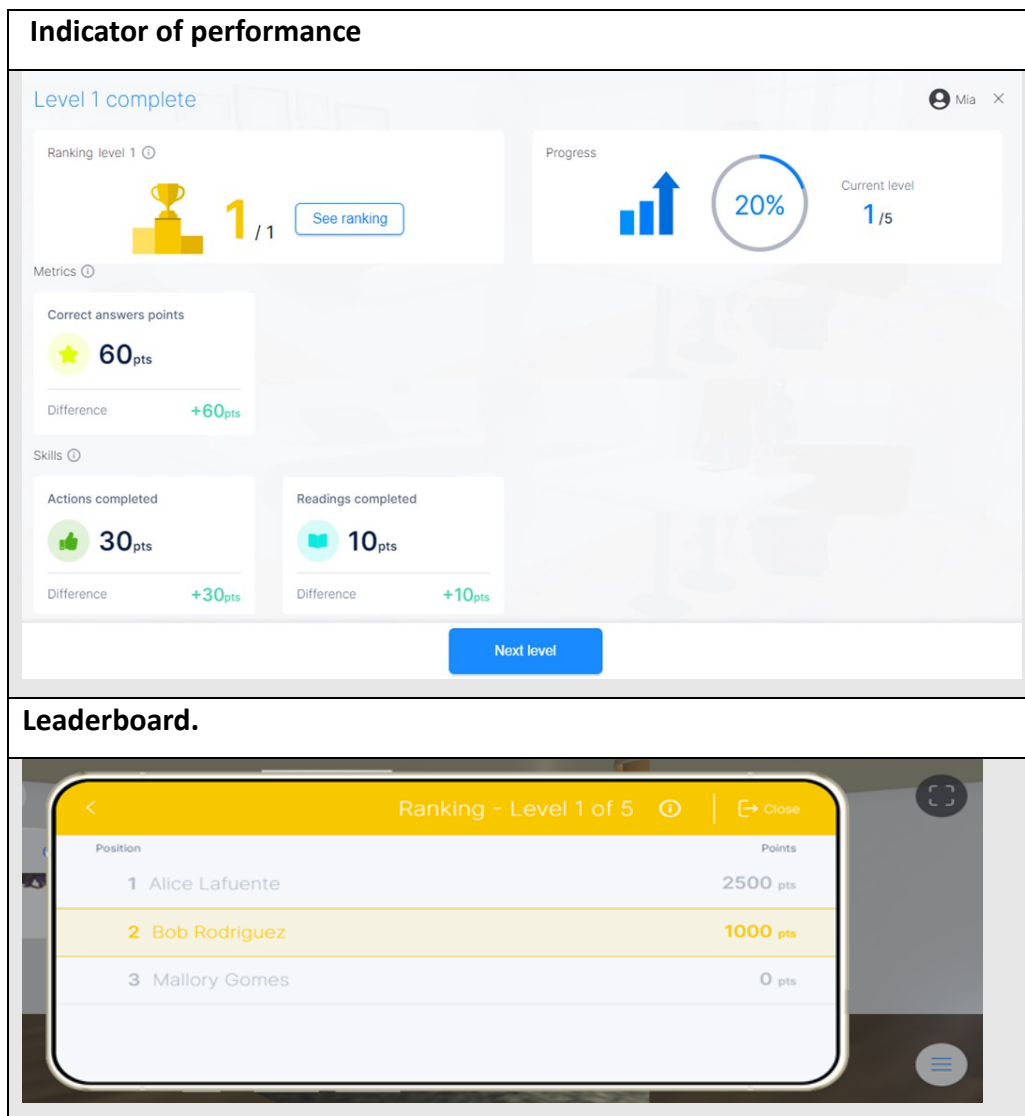 Indicator of performance
Level 1 complete
Mia
Ranking level 1
1 / 1
See ranking
Progress
20%
Current level
1 /5
Metrics
Correct answers points
60pts
Difference +60pts
Skills
Actions completed
30pts
Difference +30pts
Readings completed
10pts
Difference +10pts
Next level
Leaderboard.
Ranking - Level 1 of 5
Close
Position Points
1 Alice Lafuente 2500 pts
2 Bob Rodriguez 1000 pts
3 Mallory Gomes 0 pts